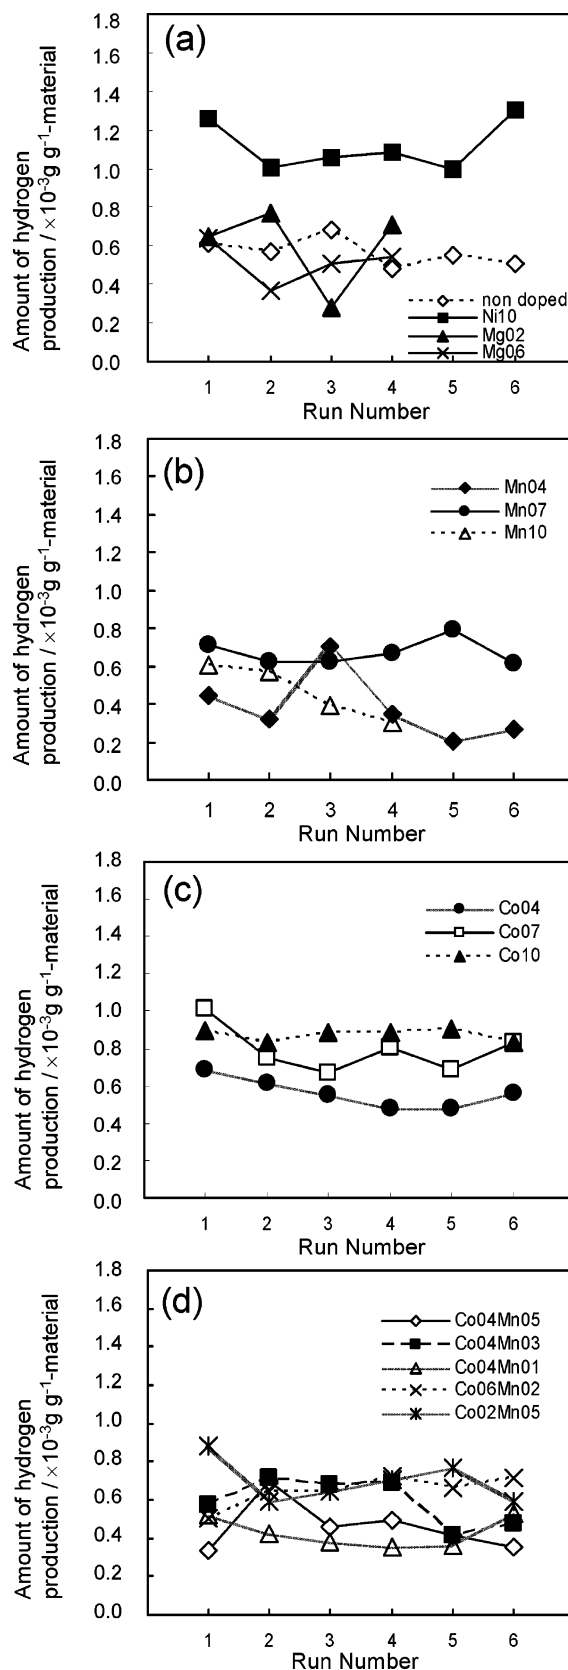 (a)
1.8
1.6
1.4
1.2
1.0
0.8
0.6
0.4
0.2
0.0
Amount of hydrogen
production / ×10⁻³g g⁻¹-material
non doped
Ni10
Mg02
Mg06
1 2 3 4 5 6
Run Number
(b)
1.8
1.6
1.4
1.2
1.0
0.8
0.6
0.4
0.2
0.0
Amount of hydrogen
production / ×10⁻³g g⁻¹-material
Mn04
Mn07
Mn10
1 2 3 4 5 6
Run Number
(c)
1.8
1.6
1.4
1.2
1.0
0.8
0.6
0.4
0.2
0.0
Amount of hydrogen
production / ×10⁻³g g⁻¹-material
Co04
Co07
Co10
1 2 3 4 5 6
Run Number
(d)
1.8
1.6
1.4
1.2
1.0
0.8
0.6
0.4
0.2
0.0
Amount of hydrogen
production / ×10⁻³g g⁻¹-material
Co04Mn05
Co04Mn03
Co04Mn01
Co06Mn02
Co02Mn05
1 2 3 4 5 6
Run Number